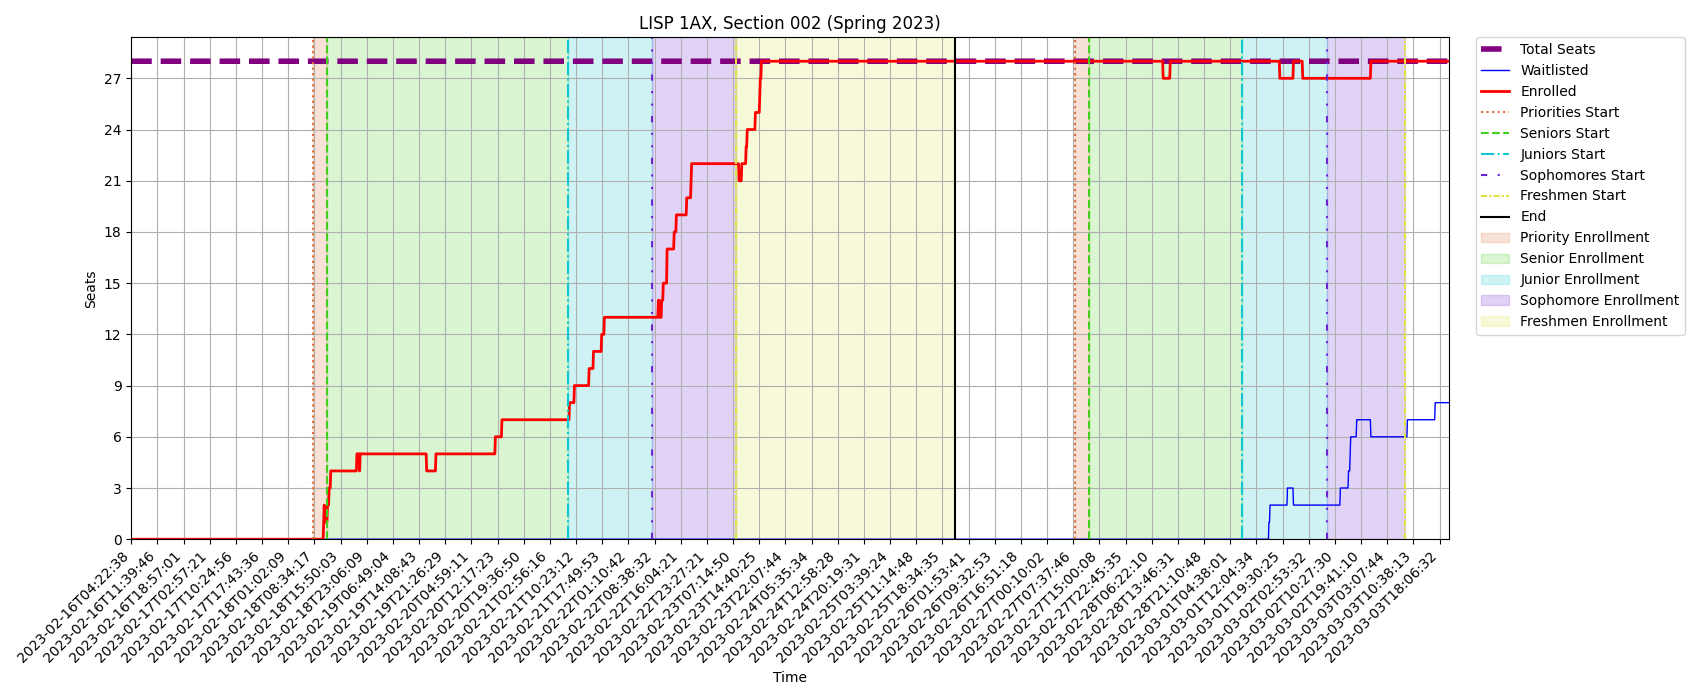 LISP 1AX, Section 002 (Spring 2023)
Seats
27
24
21
18
15
12
9
6
3
0
2023-02-16T04:22:38
2023-02-16T11:39:46
2023-02-16T18:57:01
2023-02-17T02:57:21
2023-02-17T10:24:56
2023-02-17T17:43:36
2023-02-18T01:02:09
2023-02-18T08:34:17
2023-02-18T15:50:03
2023-02-18T23:06:09
2023-02-19T06:49:04
2023-02-19T14:08:43
2023-02-19T21:26:29
2023-02-20T04:59:11
2023-02-20T12:17:23
2023-02-20T19:36:50
2023-02-21T02:56:16
2023-02-21T10:23:12
2023-02-21T17:49:53
2023-02-22T01:10:42
2023-02-22T08:38:32
2023-02-22T16:04:21
2023-02-22T23:27:21
2023-02-23T07:14:50
2023-02-23T14:40:25
2023-02-23T22:07:44
2023-02-24T05:35:34
2023-02-24T12:58:28
2023-02-24T20:19:31
2023-02-25T03:39:24
2023-02-25T11:14:48
2023-02-25T18:34:35
2023-02-26T01:53:41
2023-02-26T09:32:53
2023-02-26T16:51:18
2023-02-27T00:10:02
2023-02-27T07:37:46
2023-02-27T15:00:08
2023-02-27T22:45:35
2023-02-28T06:22:10
2023-02-28T13:46:31
2023-02-28T21:10:48
2023-03-01T04:38:01
2023-03-01T12:04:34
2023-03-01T19:30:25
2023-03-02T02:53:32
2023-03-02T10:27:30
2023-03-02T19:41:10
2023-03-03T03:07:44
2023-03-03T10:38:13
2023-03-03T18:06:32
Time
Total Seats
Waitlisted
Enrolled
Priorities Start
Seniors Start
Juniors Start
Sophomores Start
Freshmen Start
End
Priority Enrollment
Senior Enrollment
Junior Enrollment
Sophomore Enrollment
Freshmen Enrollment